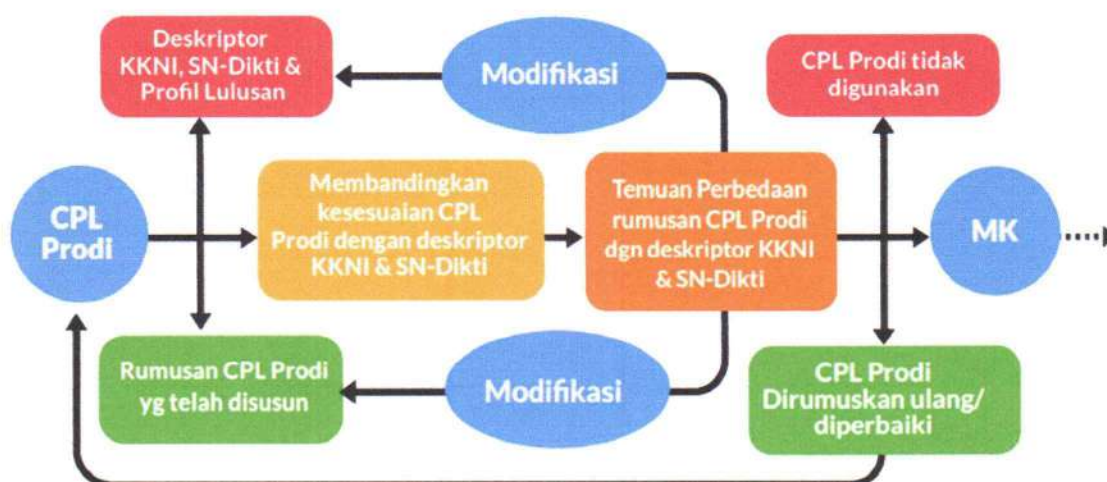 Deskriptor
KKNI, SN-Dikti &
Profil Lulusan
Modifikasi
CPL Prodi tidak
digunakan
CPL
Prodi
Membandingkan
kesesuaian CPL
Prodi dengan deskriptor
KKNI & SN-Dikti
Temuan Perbedaan
rumusan CPL Prodi
dgn deskriptor KKNI
& SN-Dikti
MK
Rumusan CPL Prodi
yg telah disusun
Modifikasi
CPL Prodi
Dirumuskan ulang/
diperbaiki